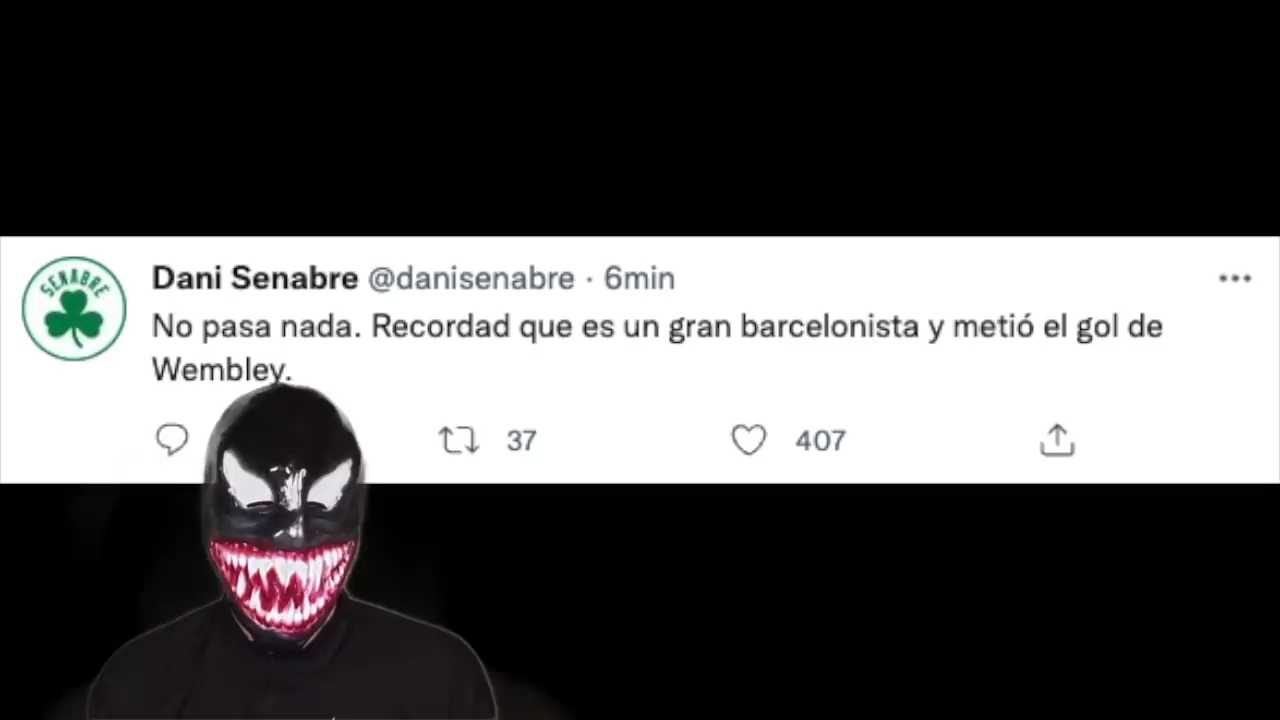 SENABRE
Dani Senabre @danisenabre · 6min
No pasa nada. Recordad que es un gran barcelonista y metió el gol de
Wembley.
37 407